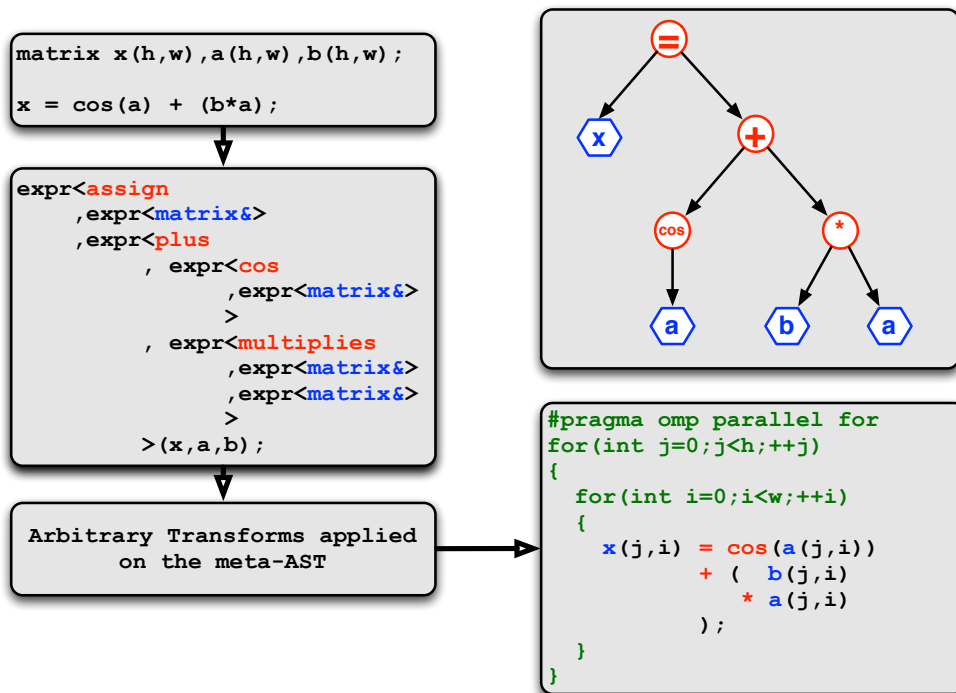 matrix x(h,w),a(h,w),b(h,w);
x = cos(a) + (b*a);
expr<assign
,expr<matrix&>
,expr<plus
, expr<cos
,expr<matrix&>
>
, expr<multiplies
,expr<matrix&>
,expr<matrix&>
>
>(x,a,b);
Arbitrary Transforms applied
on the meta-AST
=
x
+
cos
*
a
b
a
#pragma omp parallel for
for(int j=0;j<h;++j)
{
for(int i=0;i<w;++i)
{
x(j,i) = cos(a(j,i))
+ ( b(j,i)
* a(j,i)
);
}
}